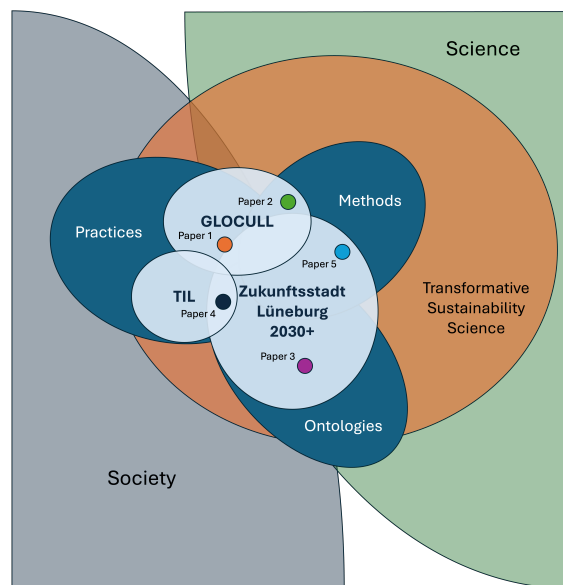 Science
Paper 2
Methods
GLOCULL
Practices
Paper 1
Paper 5
TIL
Zukunftsstadt
Lüneburg
2030+
Transformative
Sustainability
Science
Paper 4
Paper 3
Ontologies
Society